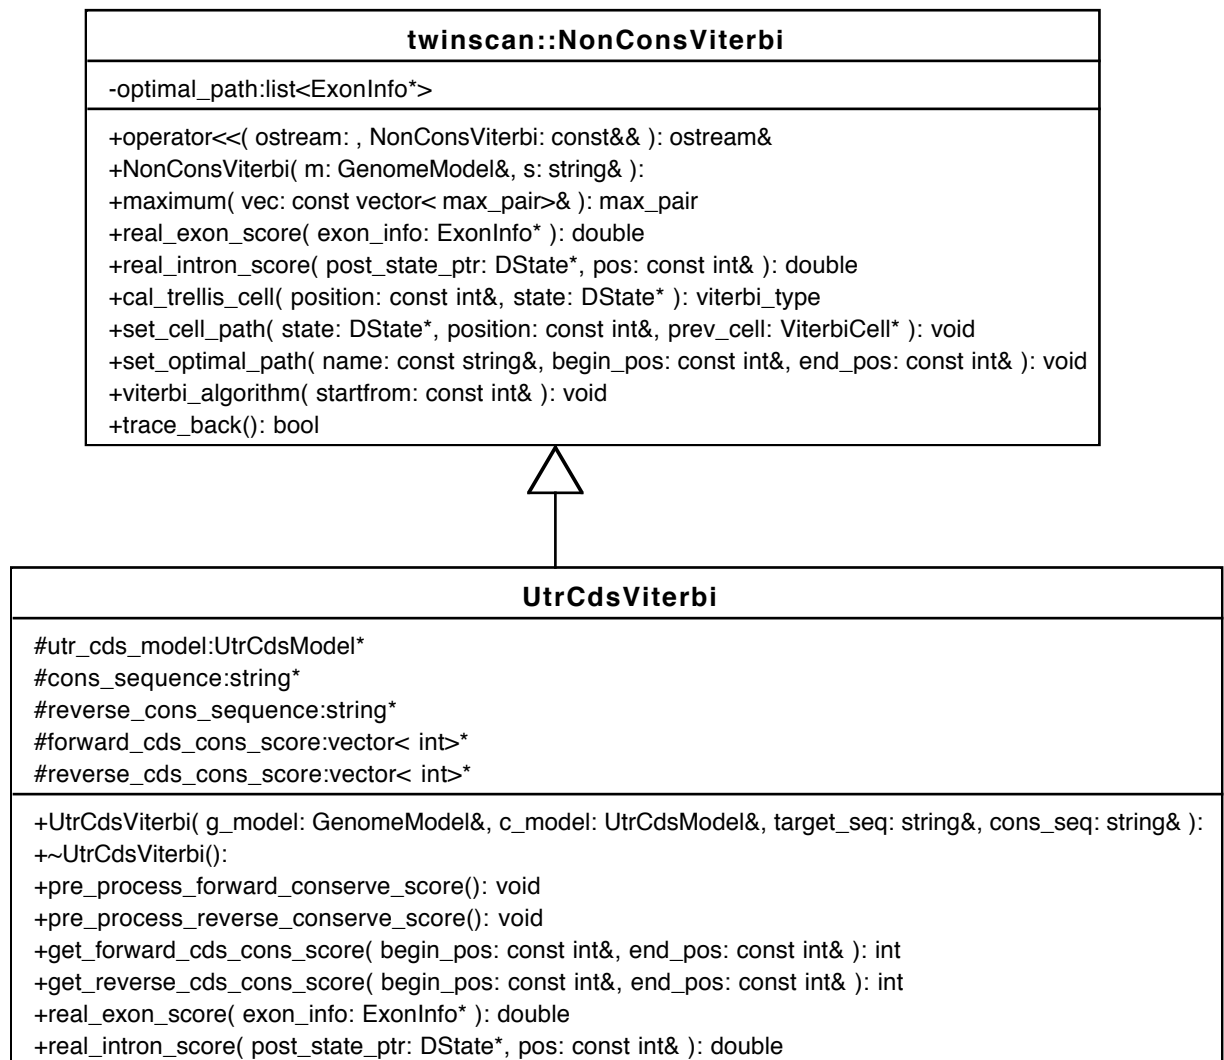 twinscan::NonConsViterbi
-optimal_path:list<ExonInfo*>
+operator<<( ostream: , NonConsViterbi: const&& ): ostream&
+NonConsViterbi( m: GenomeModel&, s: string& ):
+maximum( vec: const vector< max_pair>& ): max_pair
+real_exon_score( exon_info: ExonInfo* ): double
+real_intron_score( post_state_ptr: DState*, pos: const int& ): double
+cal_trellis_cell( position: const int&, state: DState* ): viterbi_type
+set_cell_path( state: DState*, position: const int&, prev_cell: ViterbiCell* ): void
+set_optimal_path( name: const string&, begin_pos: const int&, end_pos: const int& ): void
+viterbi_algorithm( startfrom: const int& ): void
+trace_back(): bool
UtrCdsViterbi
#utr_cds_model:UtrCdsModel*
#cons_sequence:string*
#reverse_cons_sequence:string*
#forward_cds_cons_score:vector< int>*
#reverse_cds_cons_score:vector< int>*
+UtrCdsViterbi( g_model: GenomeModel&, c_model: UtrCdsModel&, target_seq: string&, cons_seq: string& ):
+~UtrCdsViterbi():
+pre_process_forward_conserve_score(): void
+pre_process_reverse_conserve_score(): void
+get_forward_cds_cons_score( begin_pos: const int&, end_pos: const int& ): int
+get_reverse_cds_cons_score( begin_pos: const int&, end_pos: const int& ): int
+real_exon_score( exon_info: ExonInfo* ): double
+real_intron_score( post_state_ptr: DState*, pos: const int& ): double